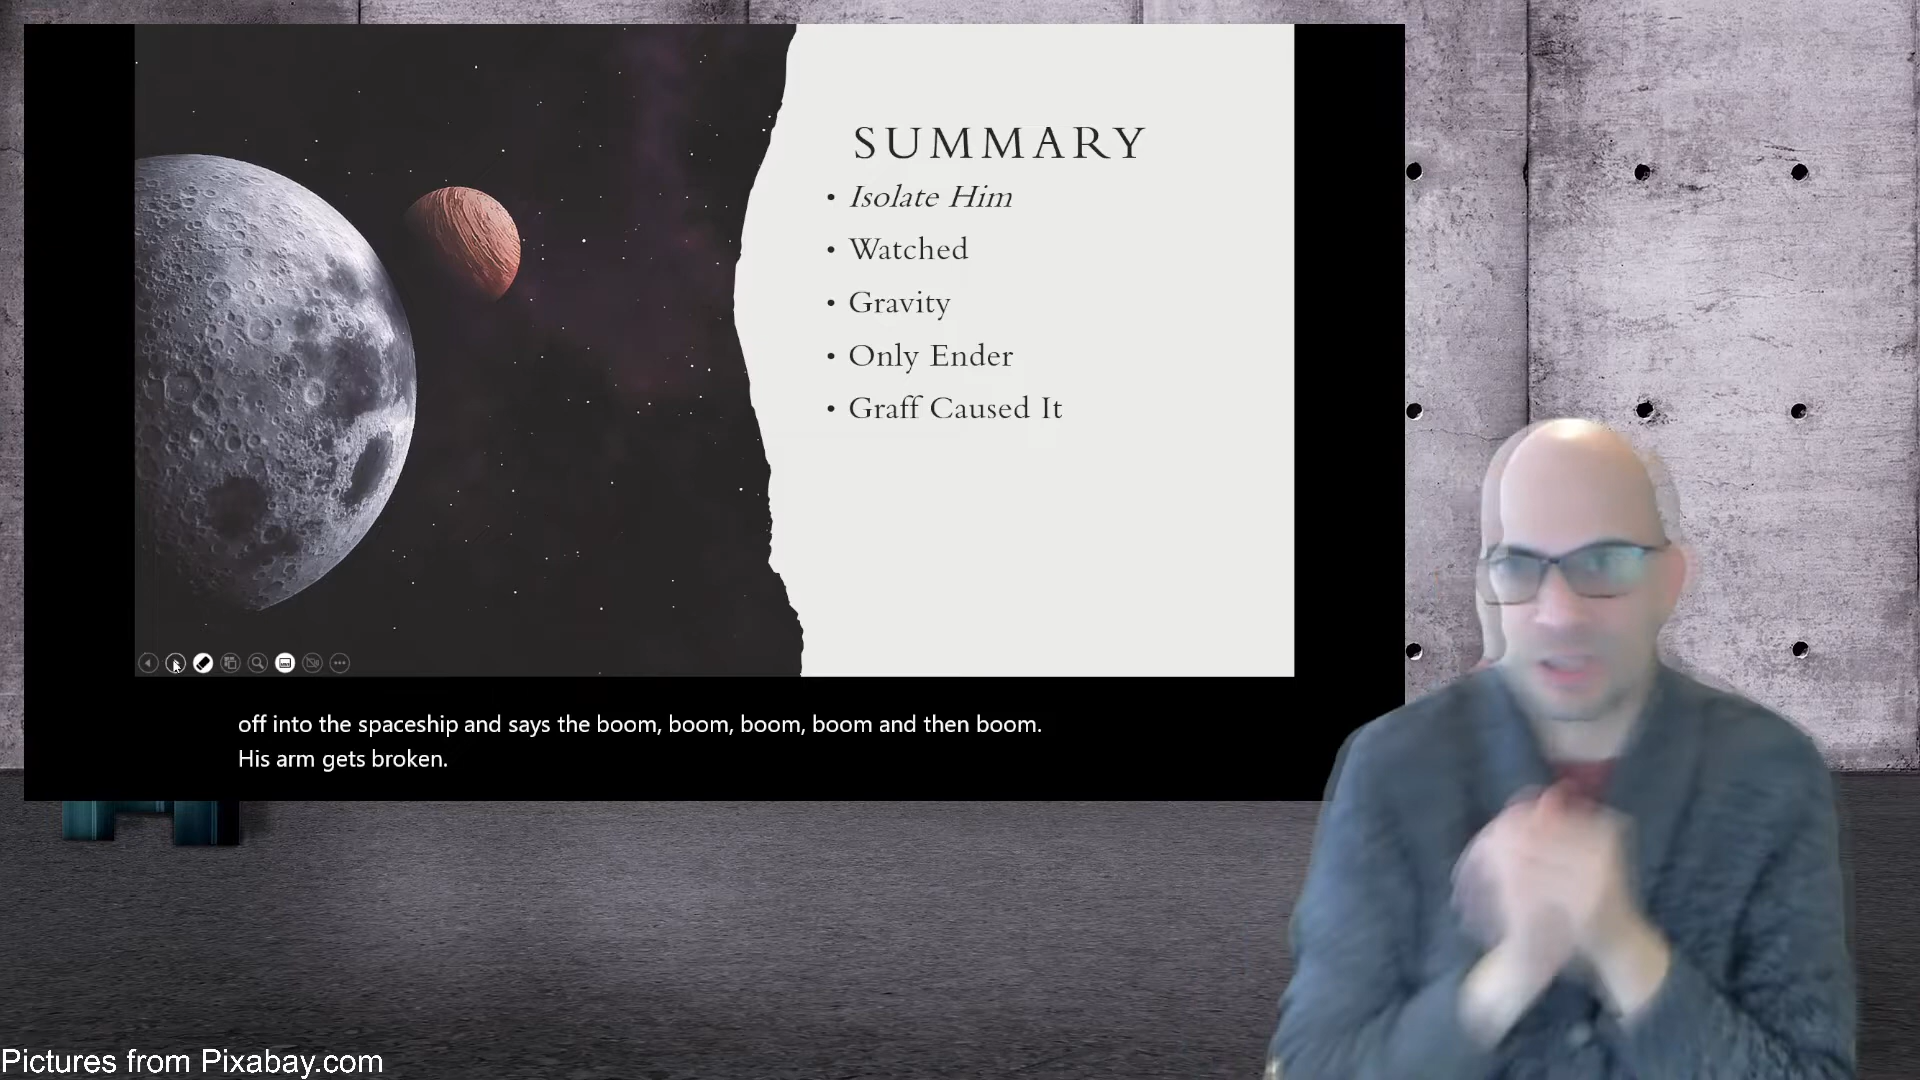 SUMMARY
• Isolate Him
• Watched
• Gravity
• Only Ender
• Graff Caused It
off into the spaceship and says the boom, boom, boom, boom and then boom.
His arm gets broken.
Pictures from Pixabay.com